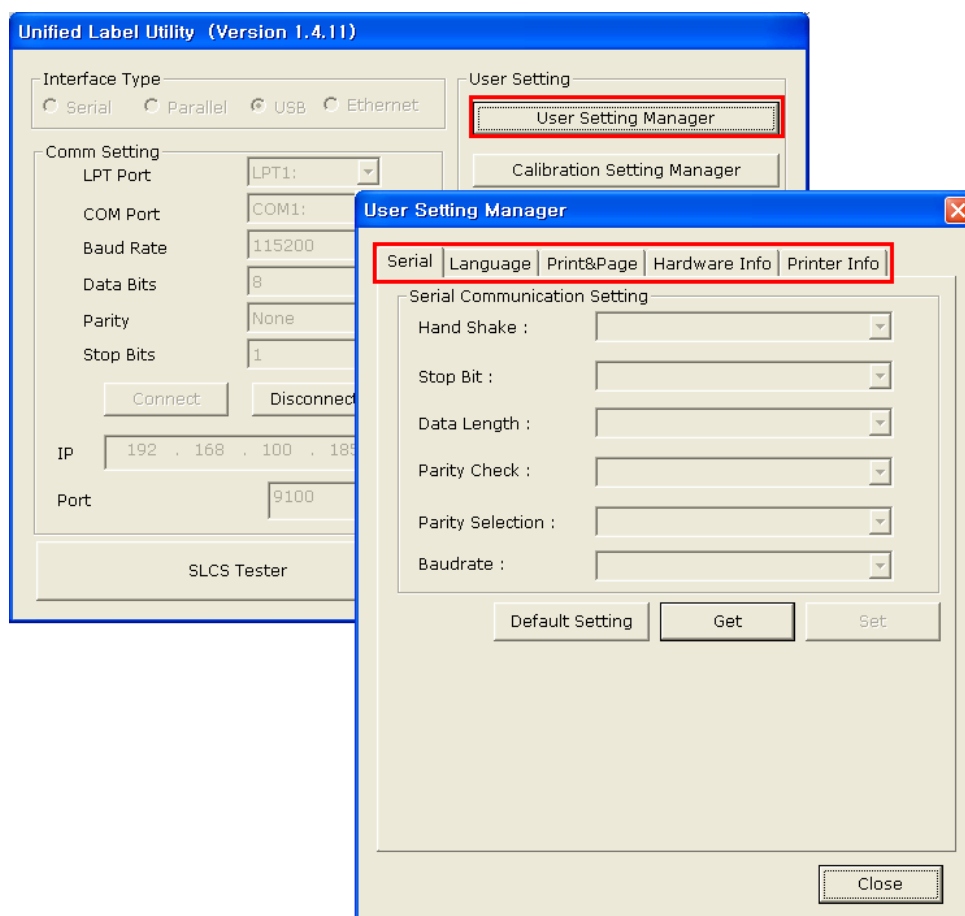 Unified Label Utility (Version 1.4.11)
Interface Type
Serial Parallel USB Ethernet
User Setting
User Setting Manager
Calibration Setting Manager
Comm Setting
LPT Port LPT1:
COM Port COM1:
Baud Rate 115200
Data Bits 8
Parity None
Stop Bits 1
Connect Disconnect
IP 192 . 168 . 100 . 185
Port 9100
SLCS Tester
User Setting Manager
Serial Language Print&Page Hardware Info Printer Info
Serial Communication Setting
Hand Shake :
Stop Bit :
Data Length :
Parity Check :
Parity Selection :
Baudrate :
Default Setting Get Set
Close